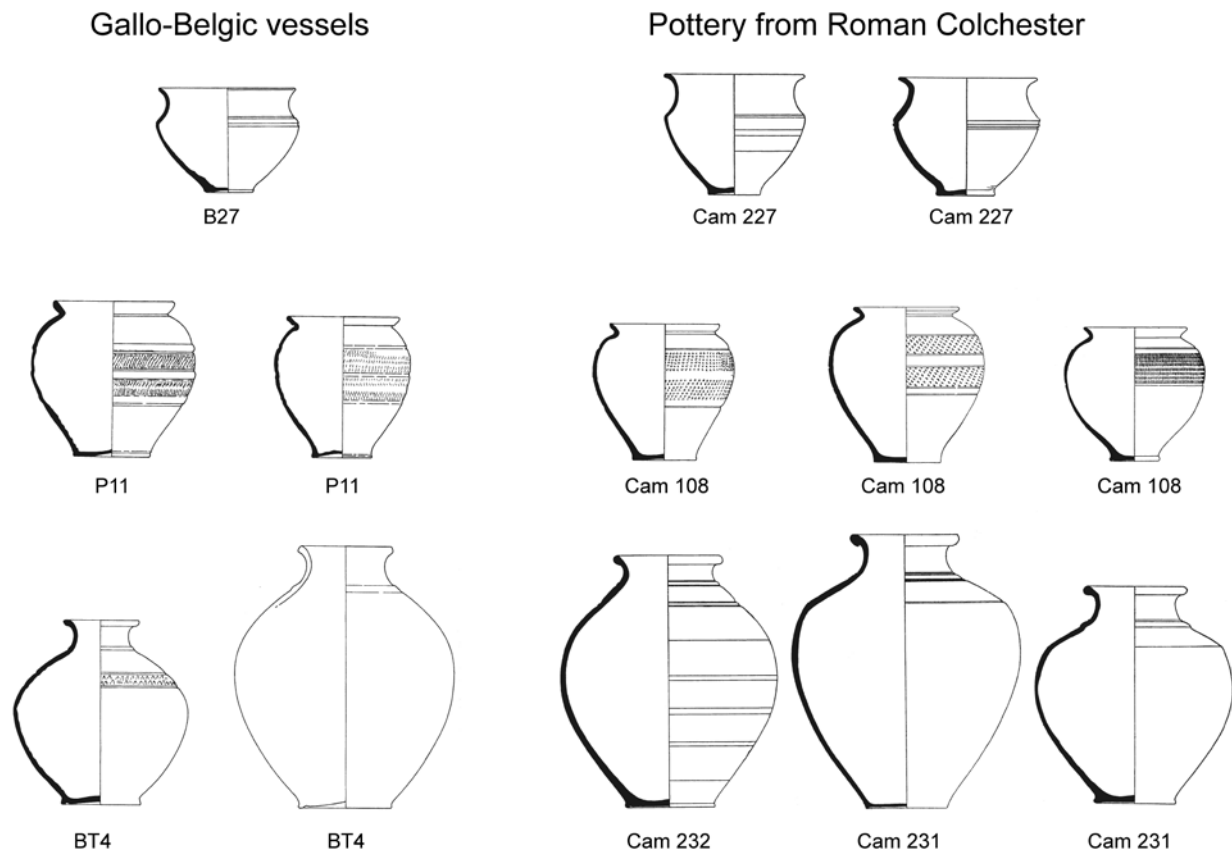 Gallo-Belgic vessels
Pottery from Roman Colchester
B27
Cam 227
Cam 227
P11
P11
Cam 108
Cam 108
Cam 108
BT4
BT4
Cam 232
Cam 231
Cam 231